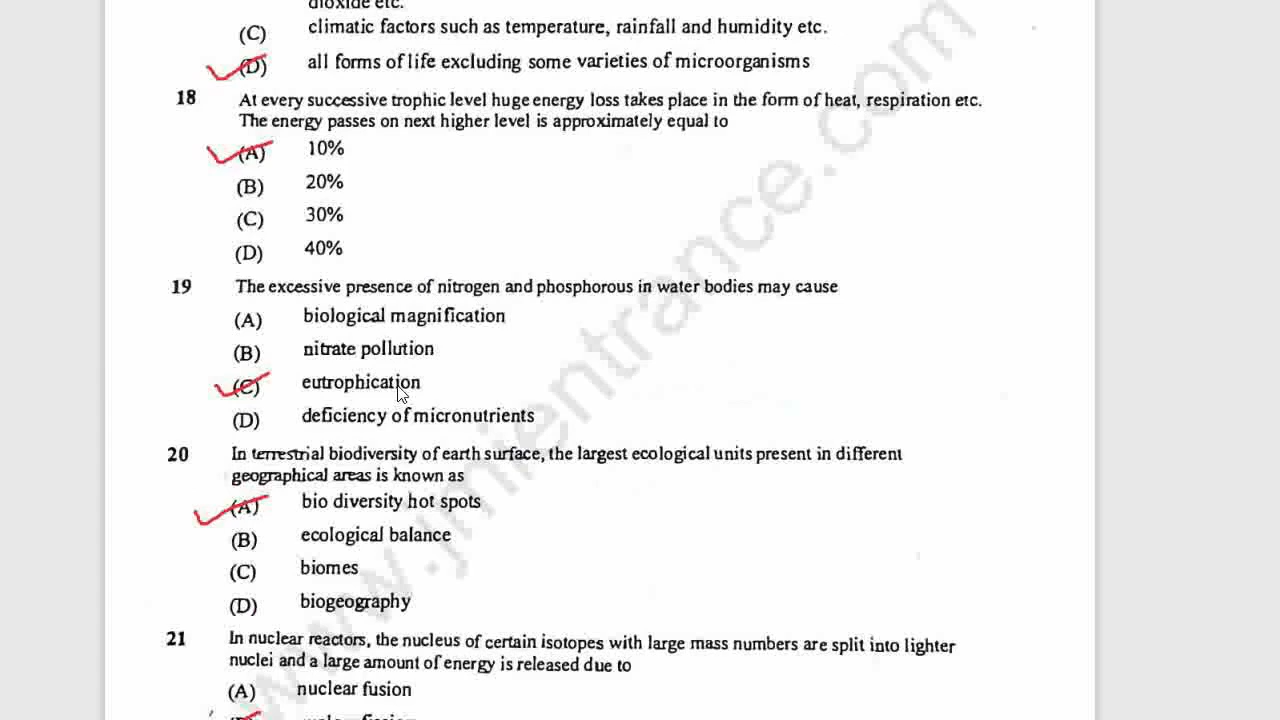 dioxide etc.
(C) climatic factors such as temperature, rainfall and humidity etc.
(D) all forms of life excluding some varieties of microorganisms
18 At every successive trophic level huge energy loss takes place in the form of heat, respiration etc.
The energy passes on next higher level is approximately equal to
(A) 10%
(B) 20%
(C) 30%
(D) 40%
19 The excessive presence of nitrogen and phosphorous in water bodies may cause
(A) biological magnification
(B) nitrate pollution
(C) eutrophication
(D) deficiency of micronutrients
20 In terrestrial biodiversity of earth surface, the largest ecological units present in different
geographical areas is known as
(A) bio diversity hot spots
(B) ecological balance
(C) biomes
(D) biogeography
21 In nuclear reactors, the nucleus of certain isotopes with large mass numbers are split into lighter
nuclei and a large amount of energy is released due to
(A) nuclear fusion
www.jmientrance.com